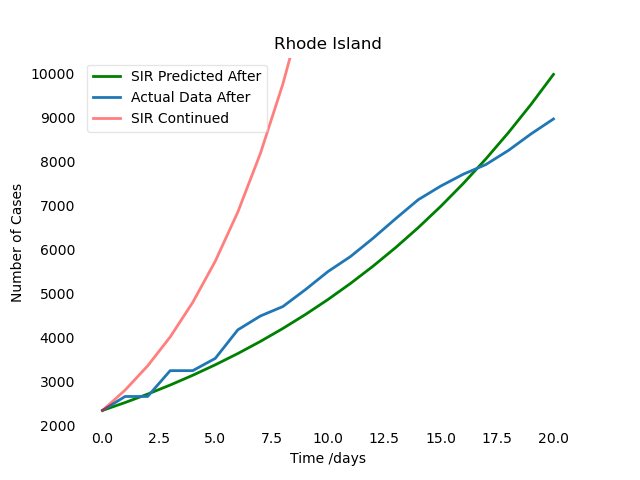 Rhode Island
SIR Predicted After
Actual Data After
SIR Continued
10000
9000
8000
7000
6000
5000
4000
3000
2000
Number of Cases
0.0 2.5 5.0 7.5 10.0 12.5 15.0 17.5 20.0
Time /days